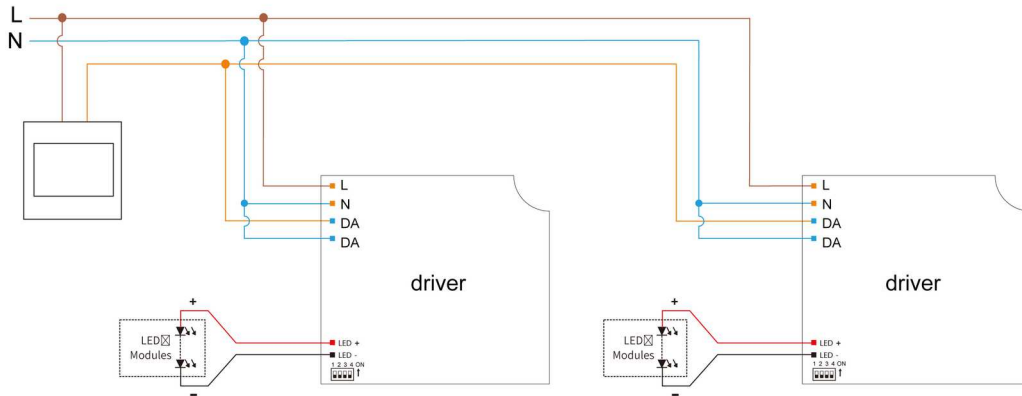 L
N
L
N
DA
DA
driver
+
LED
Modules
-
LED +
LED -
1 2 3 4 ON
L
N
DA
DA
driver
+
LED
Modules
-
LED +
LED -
1 2 3 4 ON